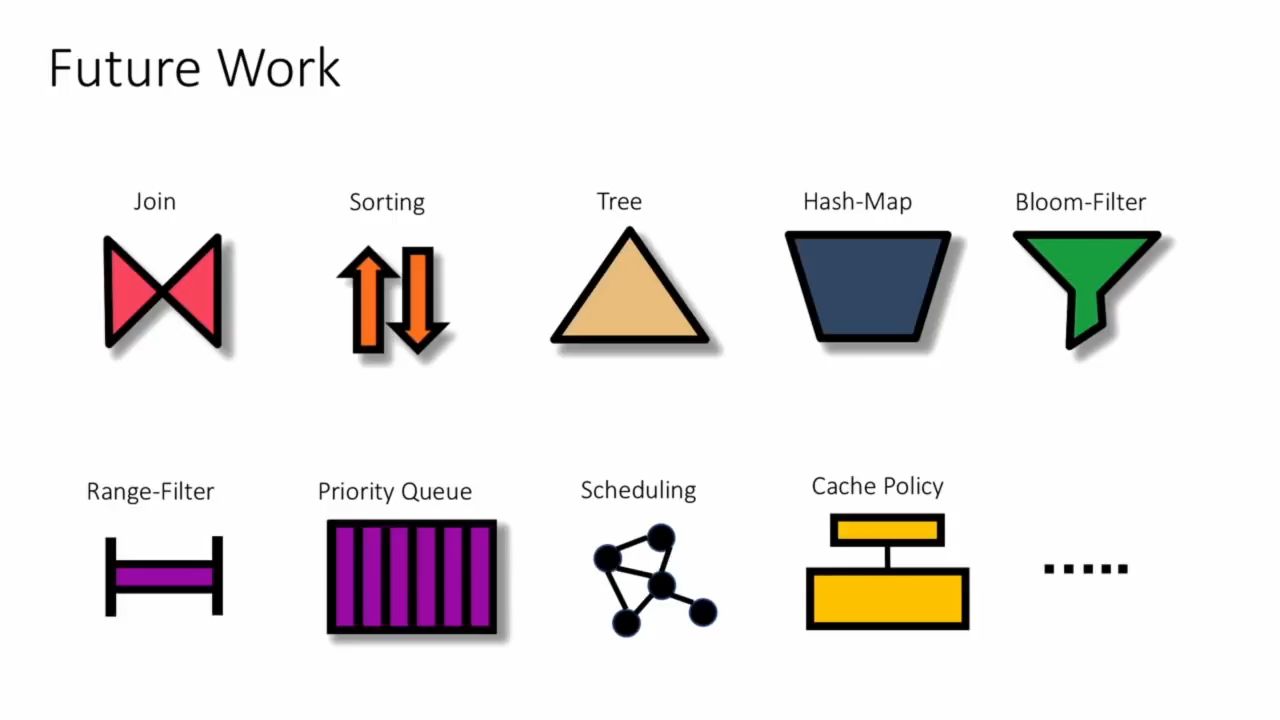 Future Work
Join
Sorting
Tree
Hash-Map
Bloom-Filter
Range-Filter
Priority Queue
Scheduling
Cache Policy
.....